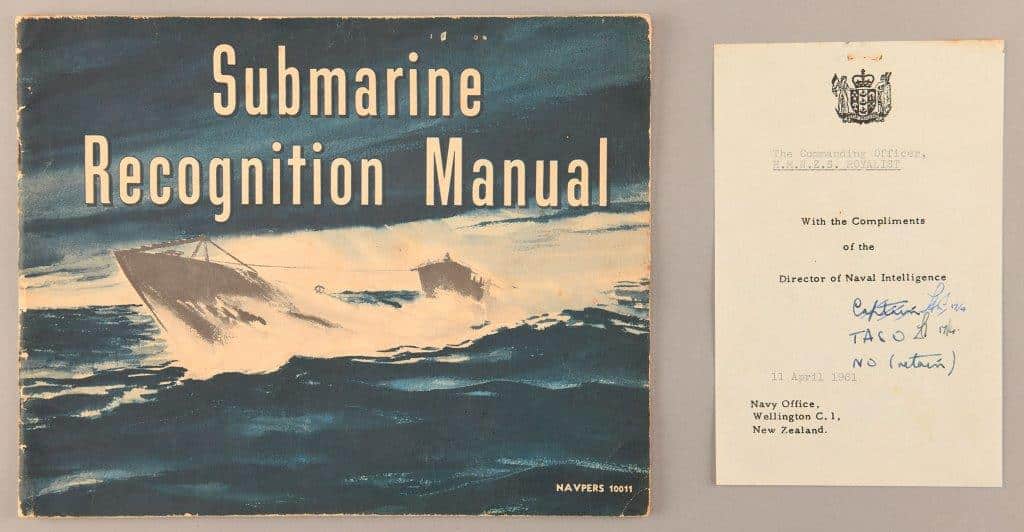 Submarine
Recognition Manual
NAVPERS 10011
The Commanding Officer,
H.M.N.Z.S. ROYALIST
With the Compliments
of the
Director of Naval Intelligence
Captain
TASO
NO (retain)
11 April 1961
Navy Office,
Wellington C.1,
New Zealand.